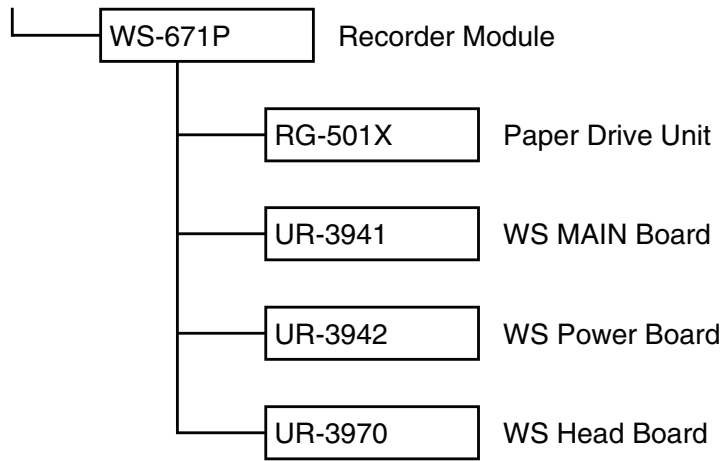 WS-671P Recorder Module
RG-501X Paper Drive Unit
UR-3941 WS MAIN Board
UR-3942 WS Power Board
UR-3970 WS Head Board